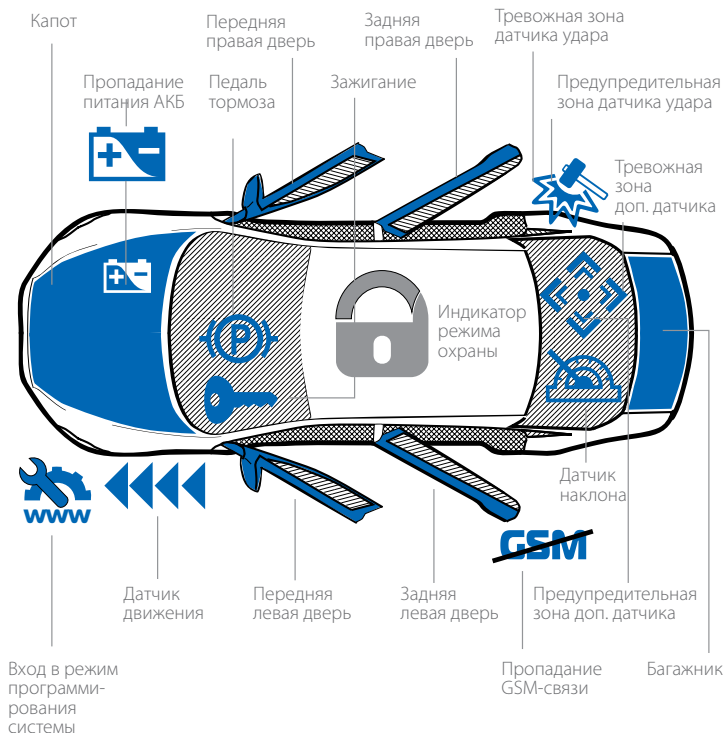 Капот
Передняя
правая дверь
Задняя
правая дверь
Тревожная зона
датчика удара
Пропадание
питания АКБ
Педаль
тормоза
Зажигание
Предупредительная
зона датчика удара
Тревожная
зона
доп. датчика
P
Индикатор
режима
охраны
Датчик
наклона
www
GSM
Датчик
движения
Передняя
левая дверь
Задняя
левая дверь
Предупредительная
зона доп. датчика
Вход в режим
программи-
рования
системы
Пропадание
GSM-связи
Багажник